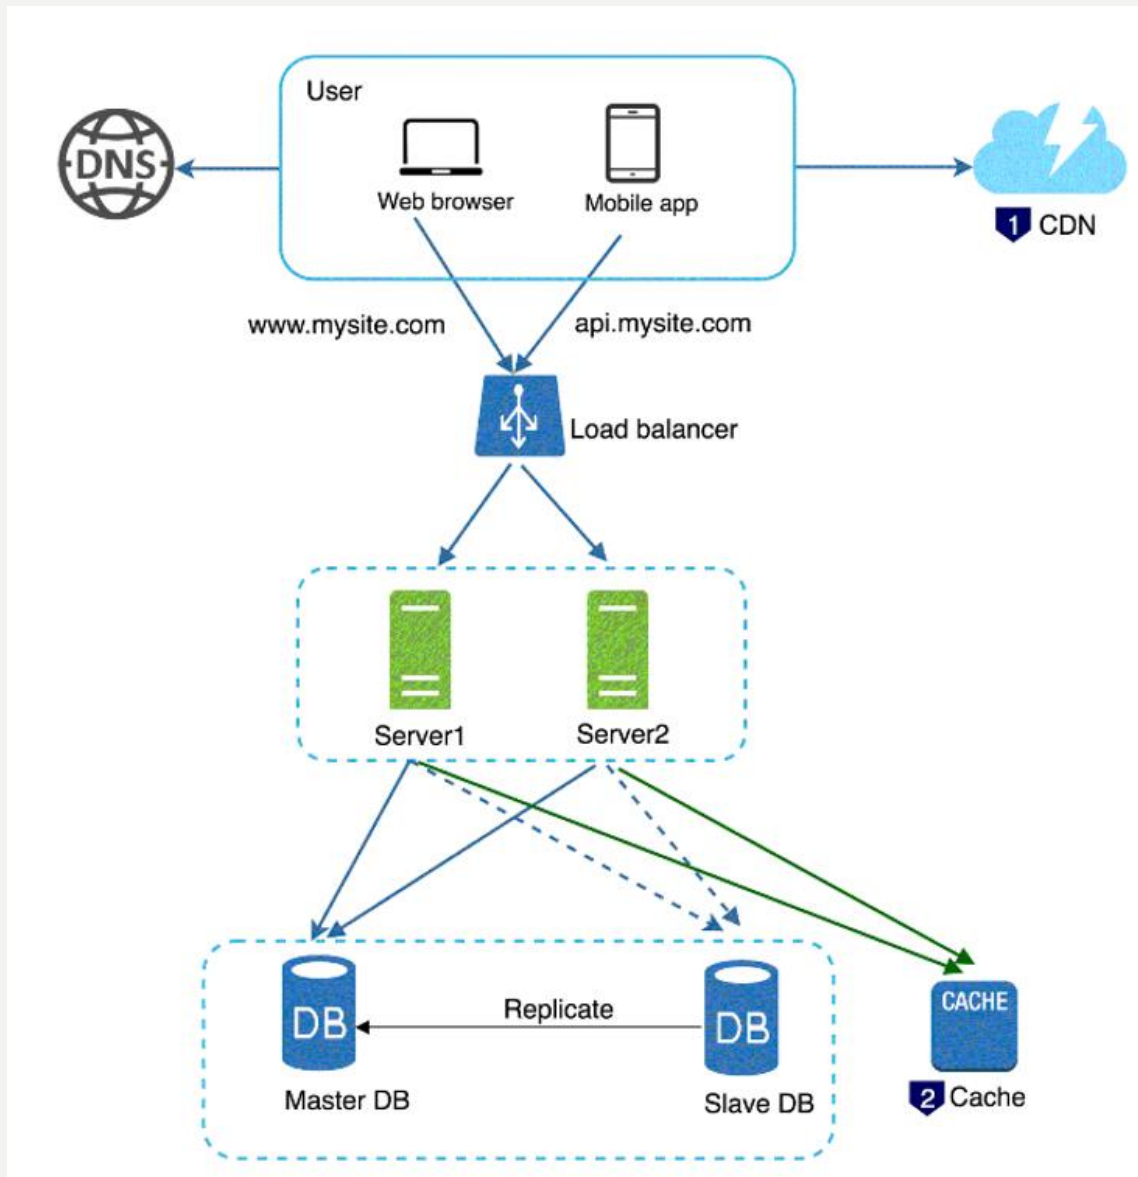 User
DNS
Web browser
Mobile app
1 CDN
www.mysite.com
api.mysite.com
Load balancer
Server1
Server2
DB
Replicate
DB
CACHE
Master DB
Slave DB
2 Cache